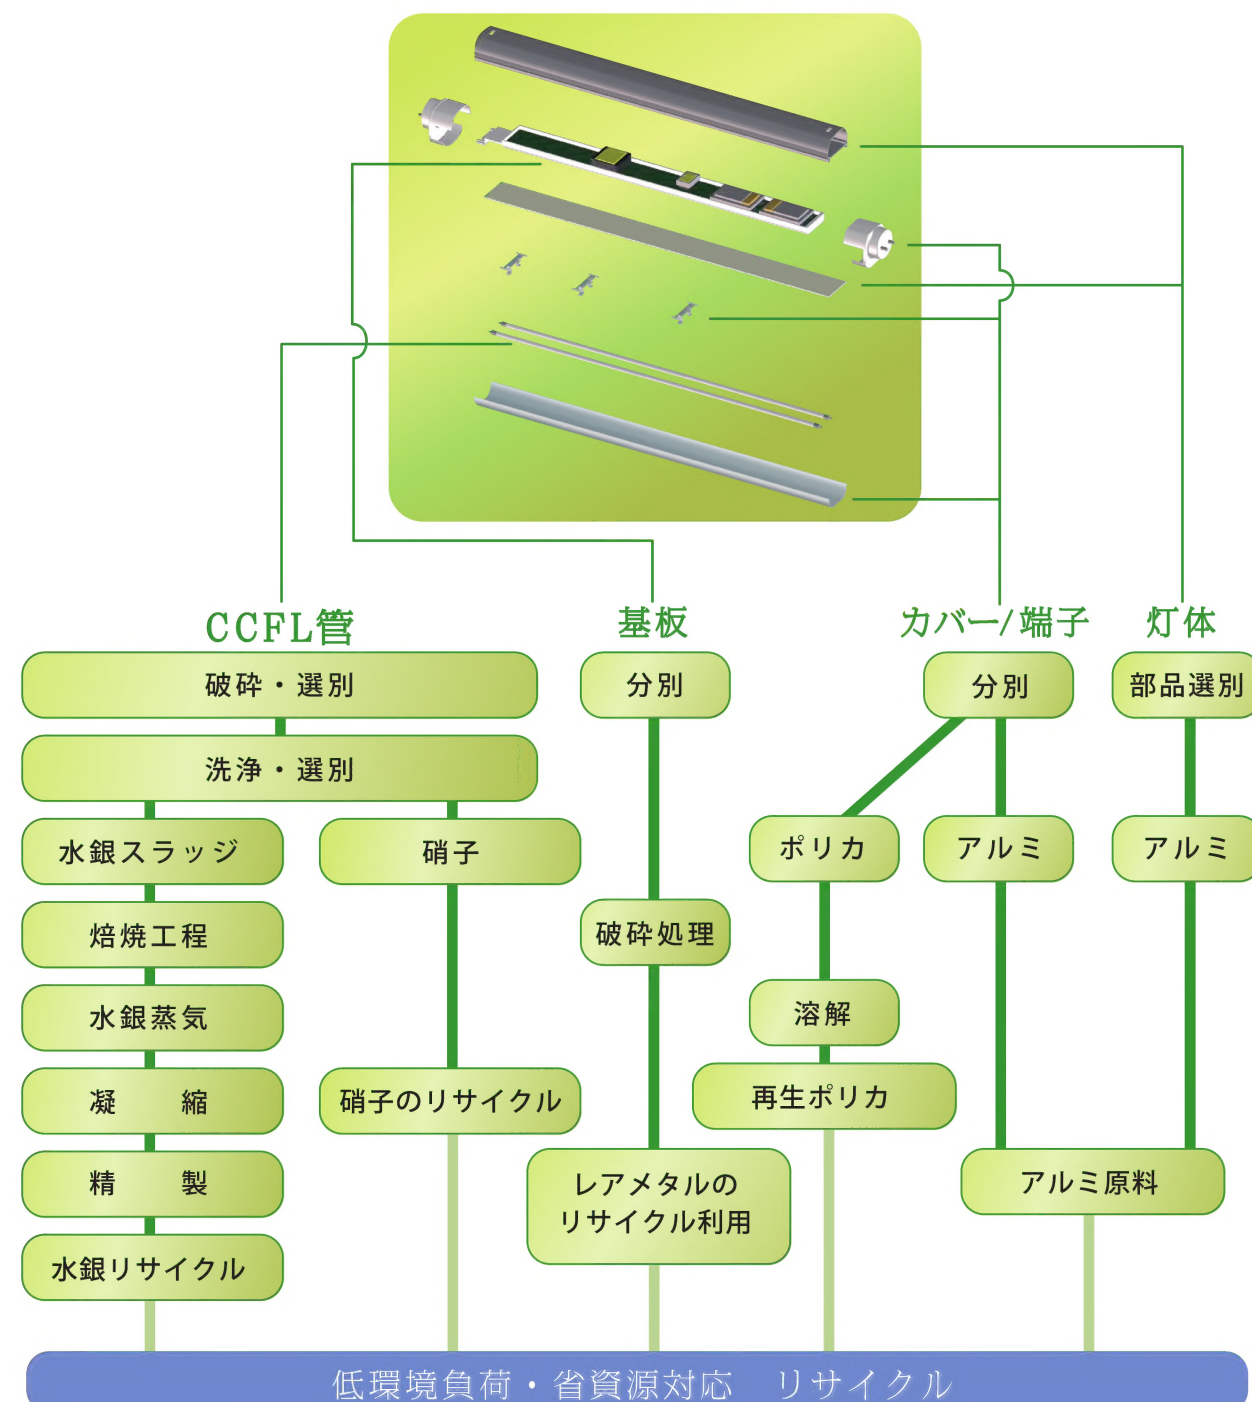 CCFL管
基板
カバー/端子
灯体
破砕・選別
分別
分別
部品選別
洗浄・選別
水銀スラッジ
硝子
ポリカ
アルミ
アルミ
焙焼工程
破砕処理
水銀蒸気
溶解
凝　縮
硝子のリサイクル
再生ポリカ
精　製
レアメタルの
リサイクル利用
アルミ原料
水銀リサイクル
低環境負荷・省資源対応　リサイクル